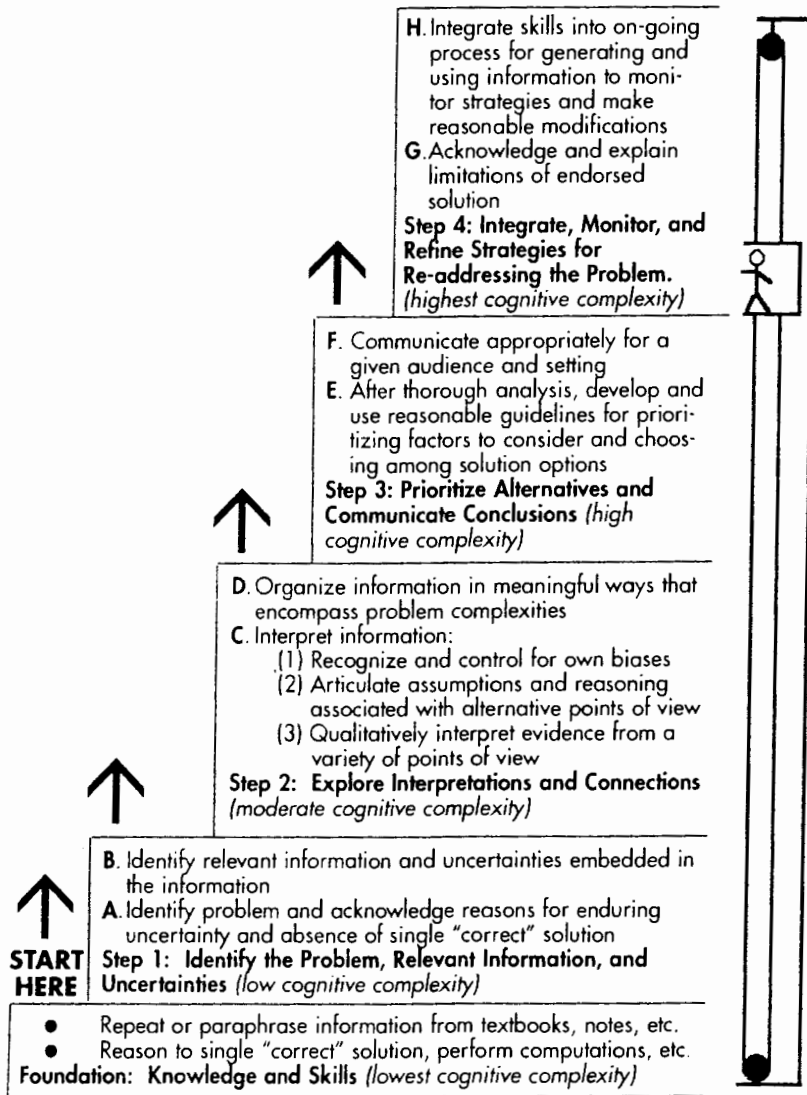 H. Integrate skills into on-going
process for generating and
using information to moni-
tor strategies and make
reasonable modifications
G. Acknowledge and explain
limitations of endorsed
solution
Step 4: Integrate, Monitor, and
Refine Strategies for
Re-addressing the Problem.
(highest cognitive complexity)
F. Communicate appropriately for a
given audience and setting
E. After thorough analysis, develop and
use reasonable guidelines for priori-
tizing factors to consider and choos-
ing among solution options
Step 3: Prioritize Alternatives and
Communicate Conclusions (high
cognitive complexity)
D. Organize information in meaningful ways that
encompass problem complexities
C. Interpret information:
(1) Recognize and control for own biases
(2) Articulate assumptions and reasoning
associated with alternative points of view
(3) Qualitatively interpret evidence from a
variety of points of view
Step 2: Explore Interpretations and Connections
(moderate cognitive complexity)
B. Identify relevant information and uncertainties embedded in
the information
A. Identify problem and acknowledge reasons for enduring
uncertainty and absence of single "correct" solution
START
HERE
Step 1: Identify the Problem, Relevant Information, and
Uncertainties (low cognitive complexity)
● Repeat or paraphrase information from textbooks, notes, etc.
● Reason to single "correct" solution, perform computations, etc.
Foundation: Knowledge and Skills (lowest cognitive complexity)